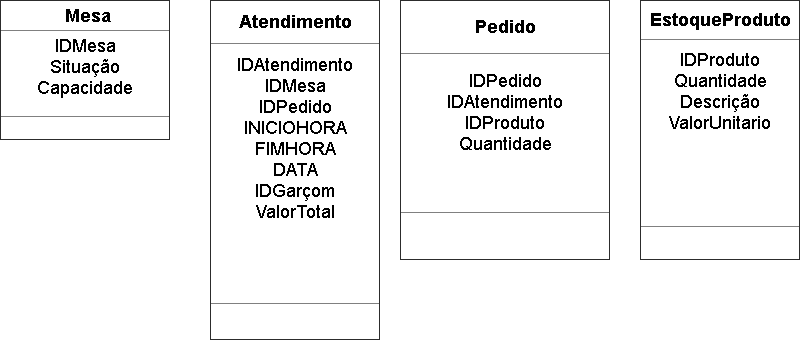 Mesa
IDMesa
Situação
Capacidade
Atendimento
IDAtendimento
IDMesa
IDPedido
INICIOHORA
FIMHORA
DATA
IDGarçom
ValorTotal
Pedido
IDPedido
IDAtendimento
IDProduto
Quantidade
EstoqueProduto
IDProduto
Quantidade
Descrição
ValorUnitario